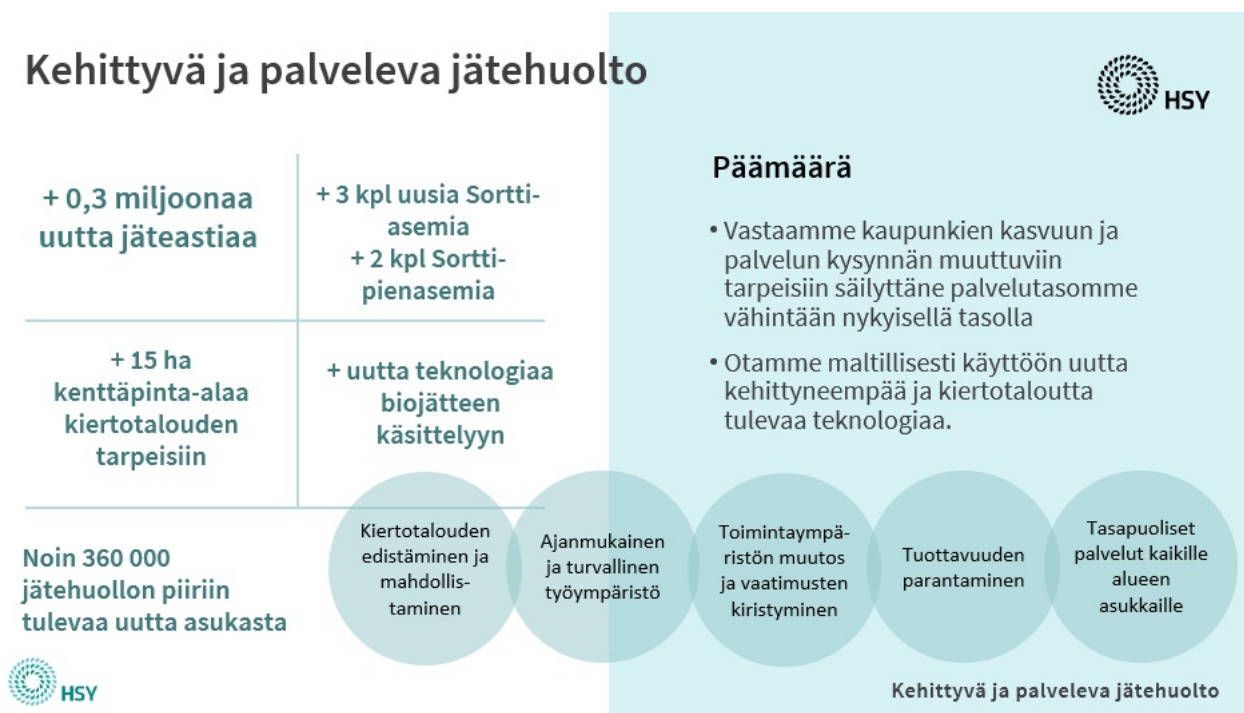 Kehittyvä ja palveleva jätehuolto
HSY
+ 0,3 miljoonaa
uutta jäteastiaa
+ 3 kpl uusia Sortti-
asemia
+ 2 kpl Sortti-
pienasemia
+ 15 ha
kenttäpinta-alaa
kiertotalouden
tarpeisiin
+ uutta teknologiaa
biojätteen
käsittelyyn
Noin 360 000
jätehuollon piiriin
tulevaa uutta asukasta
Päämäärä
• Vastaamme kaupunkien kasvuun ja
palvelun kysynnän muuttuviin
tarpeisiin säilyttäne palvelutasomme
vähintään nykyisellä tasolla
• Otamme maltillisesti käyttöön uutta
kehittyneempää ja kiertotaloutta
tulevaa teknologiaa.
Kiertotalouden
edistäminen ja
mahdollis-
taminen
Ajanmukainen
ja turvallinen
työympäristö
Toimintaympä-
ristön muutos
ja vaatimusten
kiristyminen
Tuottavuuden
parantaminen
Tasapuoliset
palvelut kaikille
alueen
asukkaille
HSY
Kehittyvä ja palveleva jätehuolto